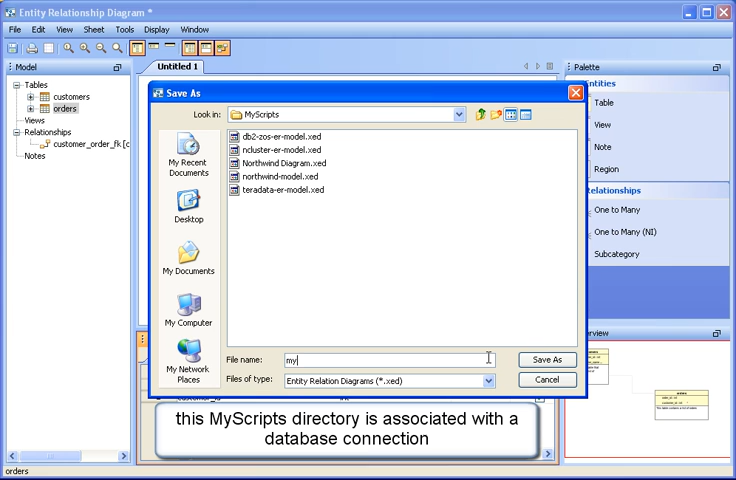 Entity Relationship Diagram *
File Edit View Sheet Tools Display Window
Model
Untitled 1
Palette
Tables
customers
orders
Views
Relationships
customer_order_fk [c
Notes
Save As
Look in: MyScripts
My Recent
Documents
Desktop
My Documents
My Computer
My Network
Places
db2-zos-er-model.xed
ncluster-er-model.xed
Northwind Diagram.xed
northwind-model.xed
teradata-er-model.xed
File name: my
Save As
Files of type: Entity Relation Diagrams (*.xed)
Cancel
Entities
Table
View
Note
Region
Relationships
One to Many
One to Many (NI)
Subcategory
erview
this MyScripts directory is associated with a
database connection
orders